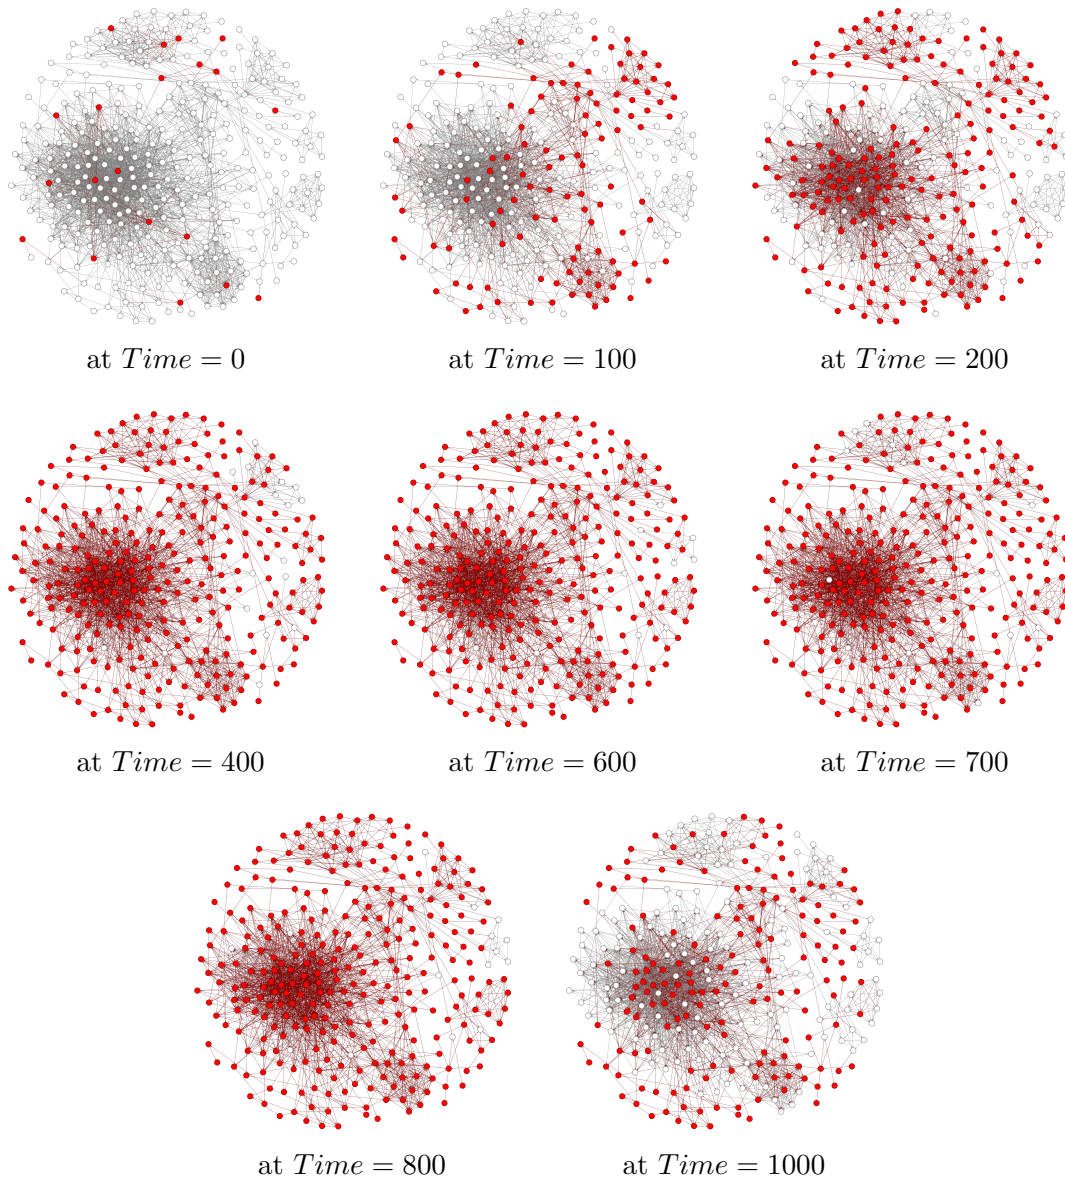 at Time = 0
at Time = 100
at Time = 200
at Time = 400
at Time = 600
at Time = 700
at Time = 800
at Time = 1000